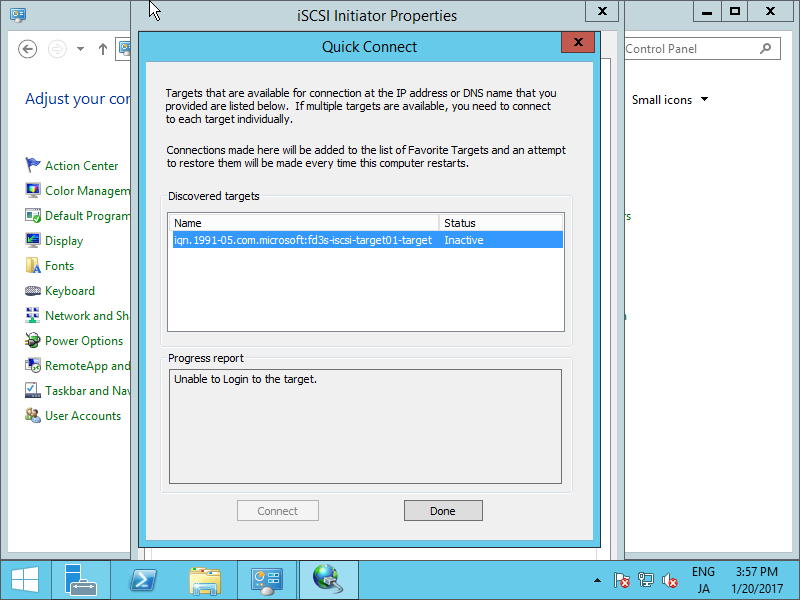 iSCSI Initiator Properties
Quick Connect
Control Panel
Adjust your cor
Small icons
Targets that are available for connection at the IP address or DNS name that you
provided are listed below.  If multiple targets are available, you need to connect
to each target individually.
Connections made here will be added to the list of Favorite Targets and an attempt
to restore them will be made every time this computer restarts.
Action Center
Color Managem
Default Program
Display
Fonts
Keyboard
Network and Sh
Power Options
RemoteApp and
Taskbar and Nav
User Accounts
Discovered targets
Name Status
iqn.1991-05.com.microsoft:fd3s-iscsi-target01-target Inactive
rs
Progress report
Unable to Login to the target.
Connect Done
ENG 3:57 PM
JA 1/20/2017